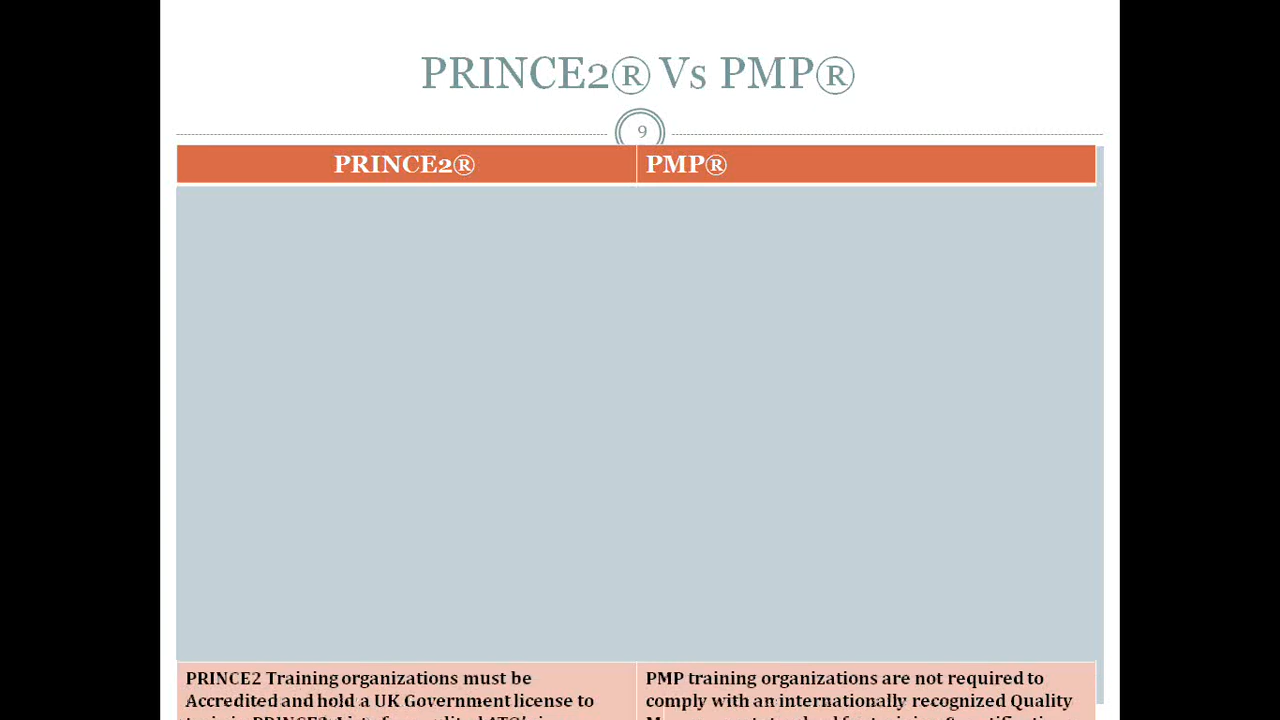 PRINCE2® Vs PMP®
9
PRINCE2® PMP®
PRINCE2 Training organizations must be
Accredited and hold a UK Government license to
PMP training organizations are not required to
comply with an internationally recognized Quality